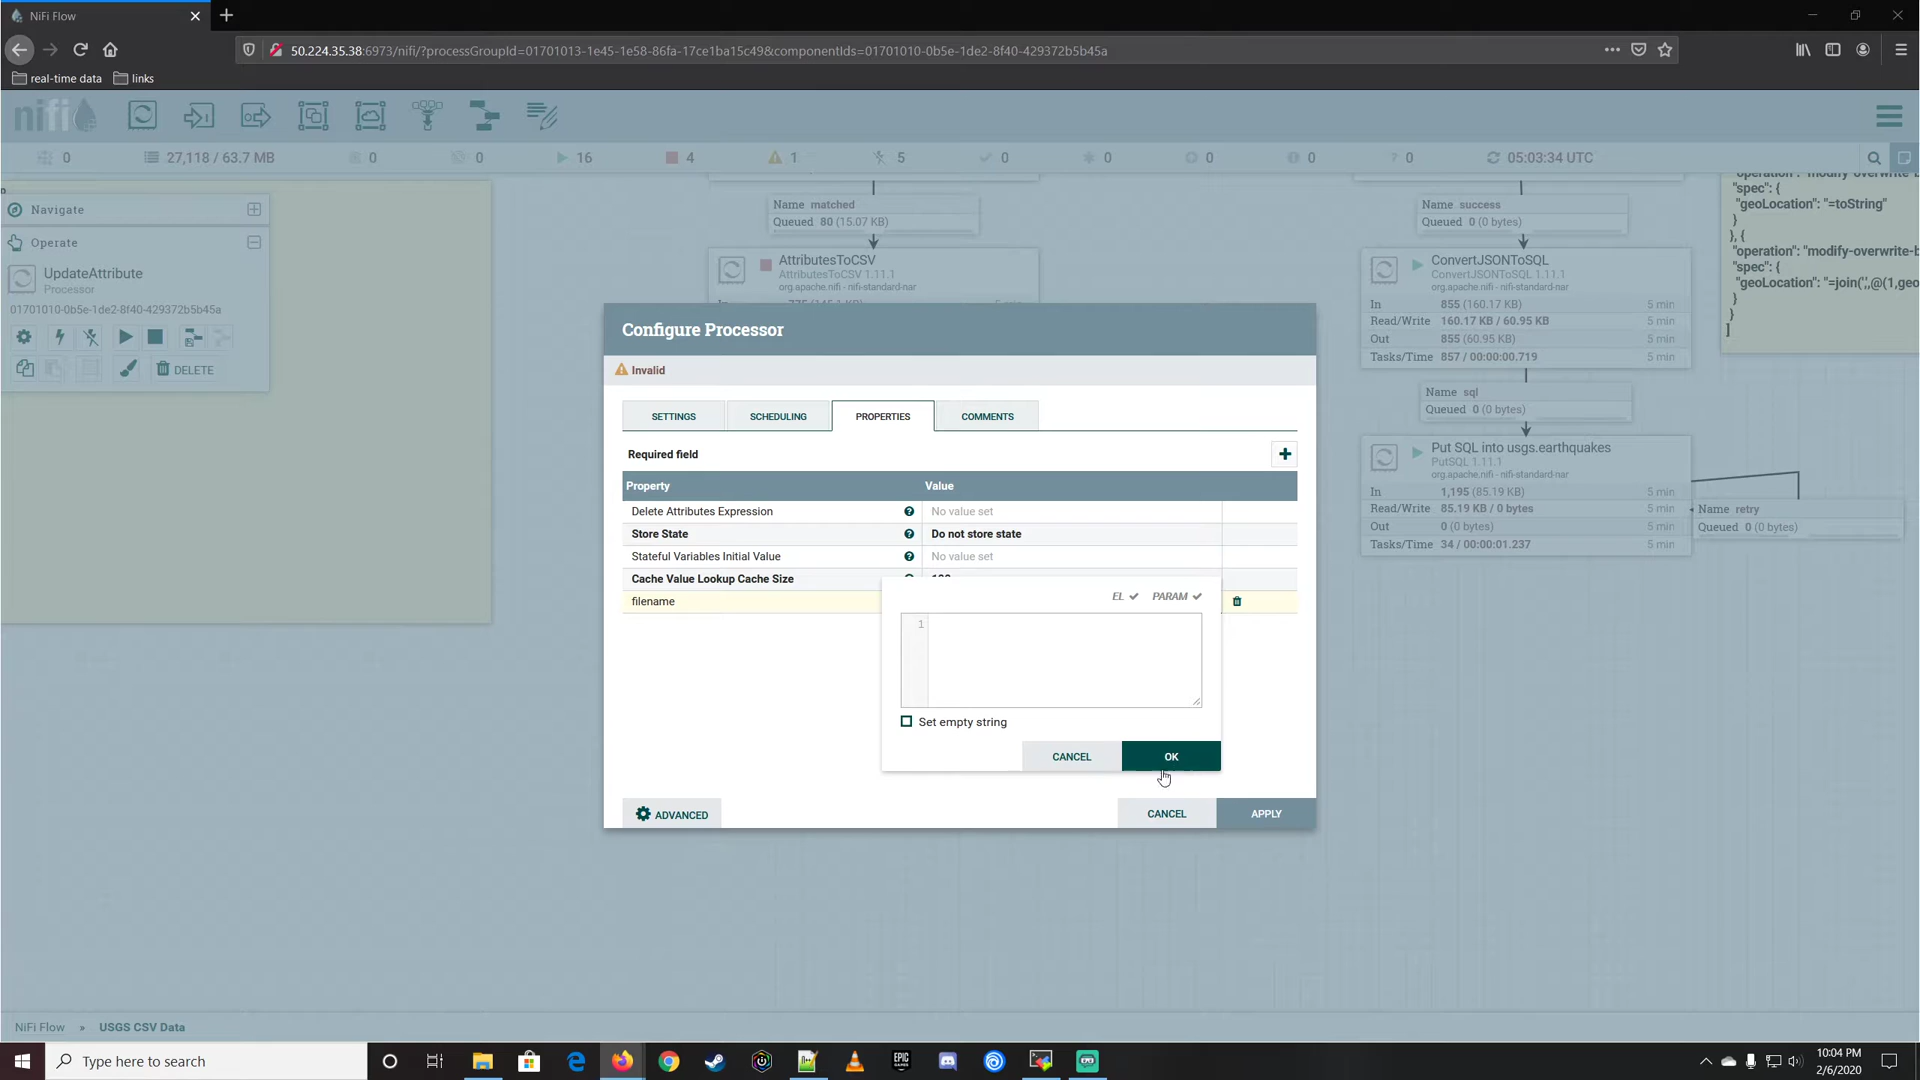 NiFi Flow
50.224.35.38:6973/nifi/?processGroupId=01701013-1e45-1e58-86fa-17ce1ba15c49&componentIds=01701010-0b5e-1de2-8f40-429372b5b45a
real-time data links
nifi
0 27,118 / 63.7 MB 0 0 16 4 1 5 0 0 0 0 ? 0 05:03:34 UTC
Navigate
Operate
UpdateAttribute
Processor
01701010-0b5e-1de2-8f40-429372b5b45a
DELETE
Name matched
Queued 80 (15.07 KB)
AttributesToCSV
AttributesToCSV 1.11.1
org.apache.nifi - nifi-standard-nar
Name success
Queued 0 (0 bytes)
ConvertJSONToSQL
ConvertJSONToSQL 1.11.1
org.apache.nifi - nifi-standard-nar
In 855 (160.17 KB) 5 min
Read/Write 160.17 KB / 60.95 KB 5 min
Out 855 (60.95 KB) 5 min
Tasks/Time 857 / 00:00:00.719 5 min
Name sql
Queued 0 (0 bytes)
Put SQL into usgs.earthquakes
PutSQL 1.11.1
org.apache.nifi - nifi-standard-nar
In 1,195 (85.19 KB) 5 min
Read/Write 85.19 KB / 0 bytes 5 min
Out 0 (0 bytes) 5 min
Tasks/Time 34 / 00:00:01.237 5 min
Name retry
Queued 0 (0 bytes)
"operation": "modify-overwrite-b
"spec": {
"geoLocation": "=toString"
}
}, {
"operation": "modify-overwrite-b
"spec": {
"geoLocation": "=join(',',@(1,geo
}
}
]
Configure Processor
Invalid
SETTINGS SCHEDULING PROPERTIES COMMENTS
Required field
Property Value
Delete Attributes Expression No value set
Store State Do not store state
Stateful Variables Initial Value No value set
Cache Value Lookup Cache Size 100
filename
EL PARAM
1
Set empty string
CANCEL OK
ADVANCED CANCEL APPLY
NiFi Flow » USGS CSV Data
Type here to search
EPIC GAMES
10:04 PM
2/6/2020